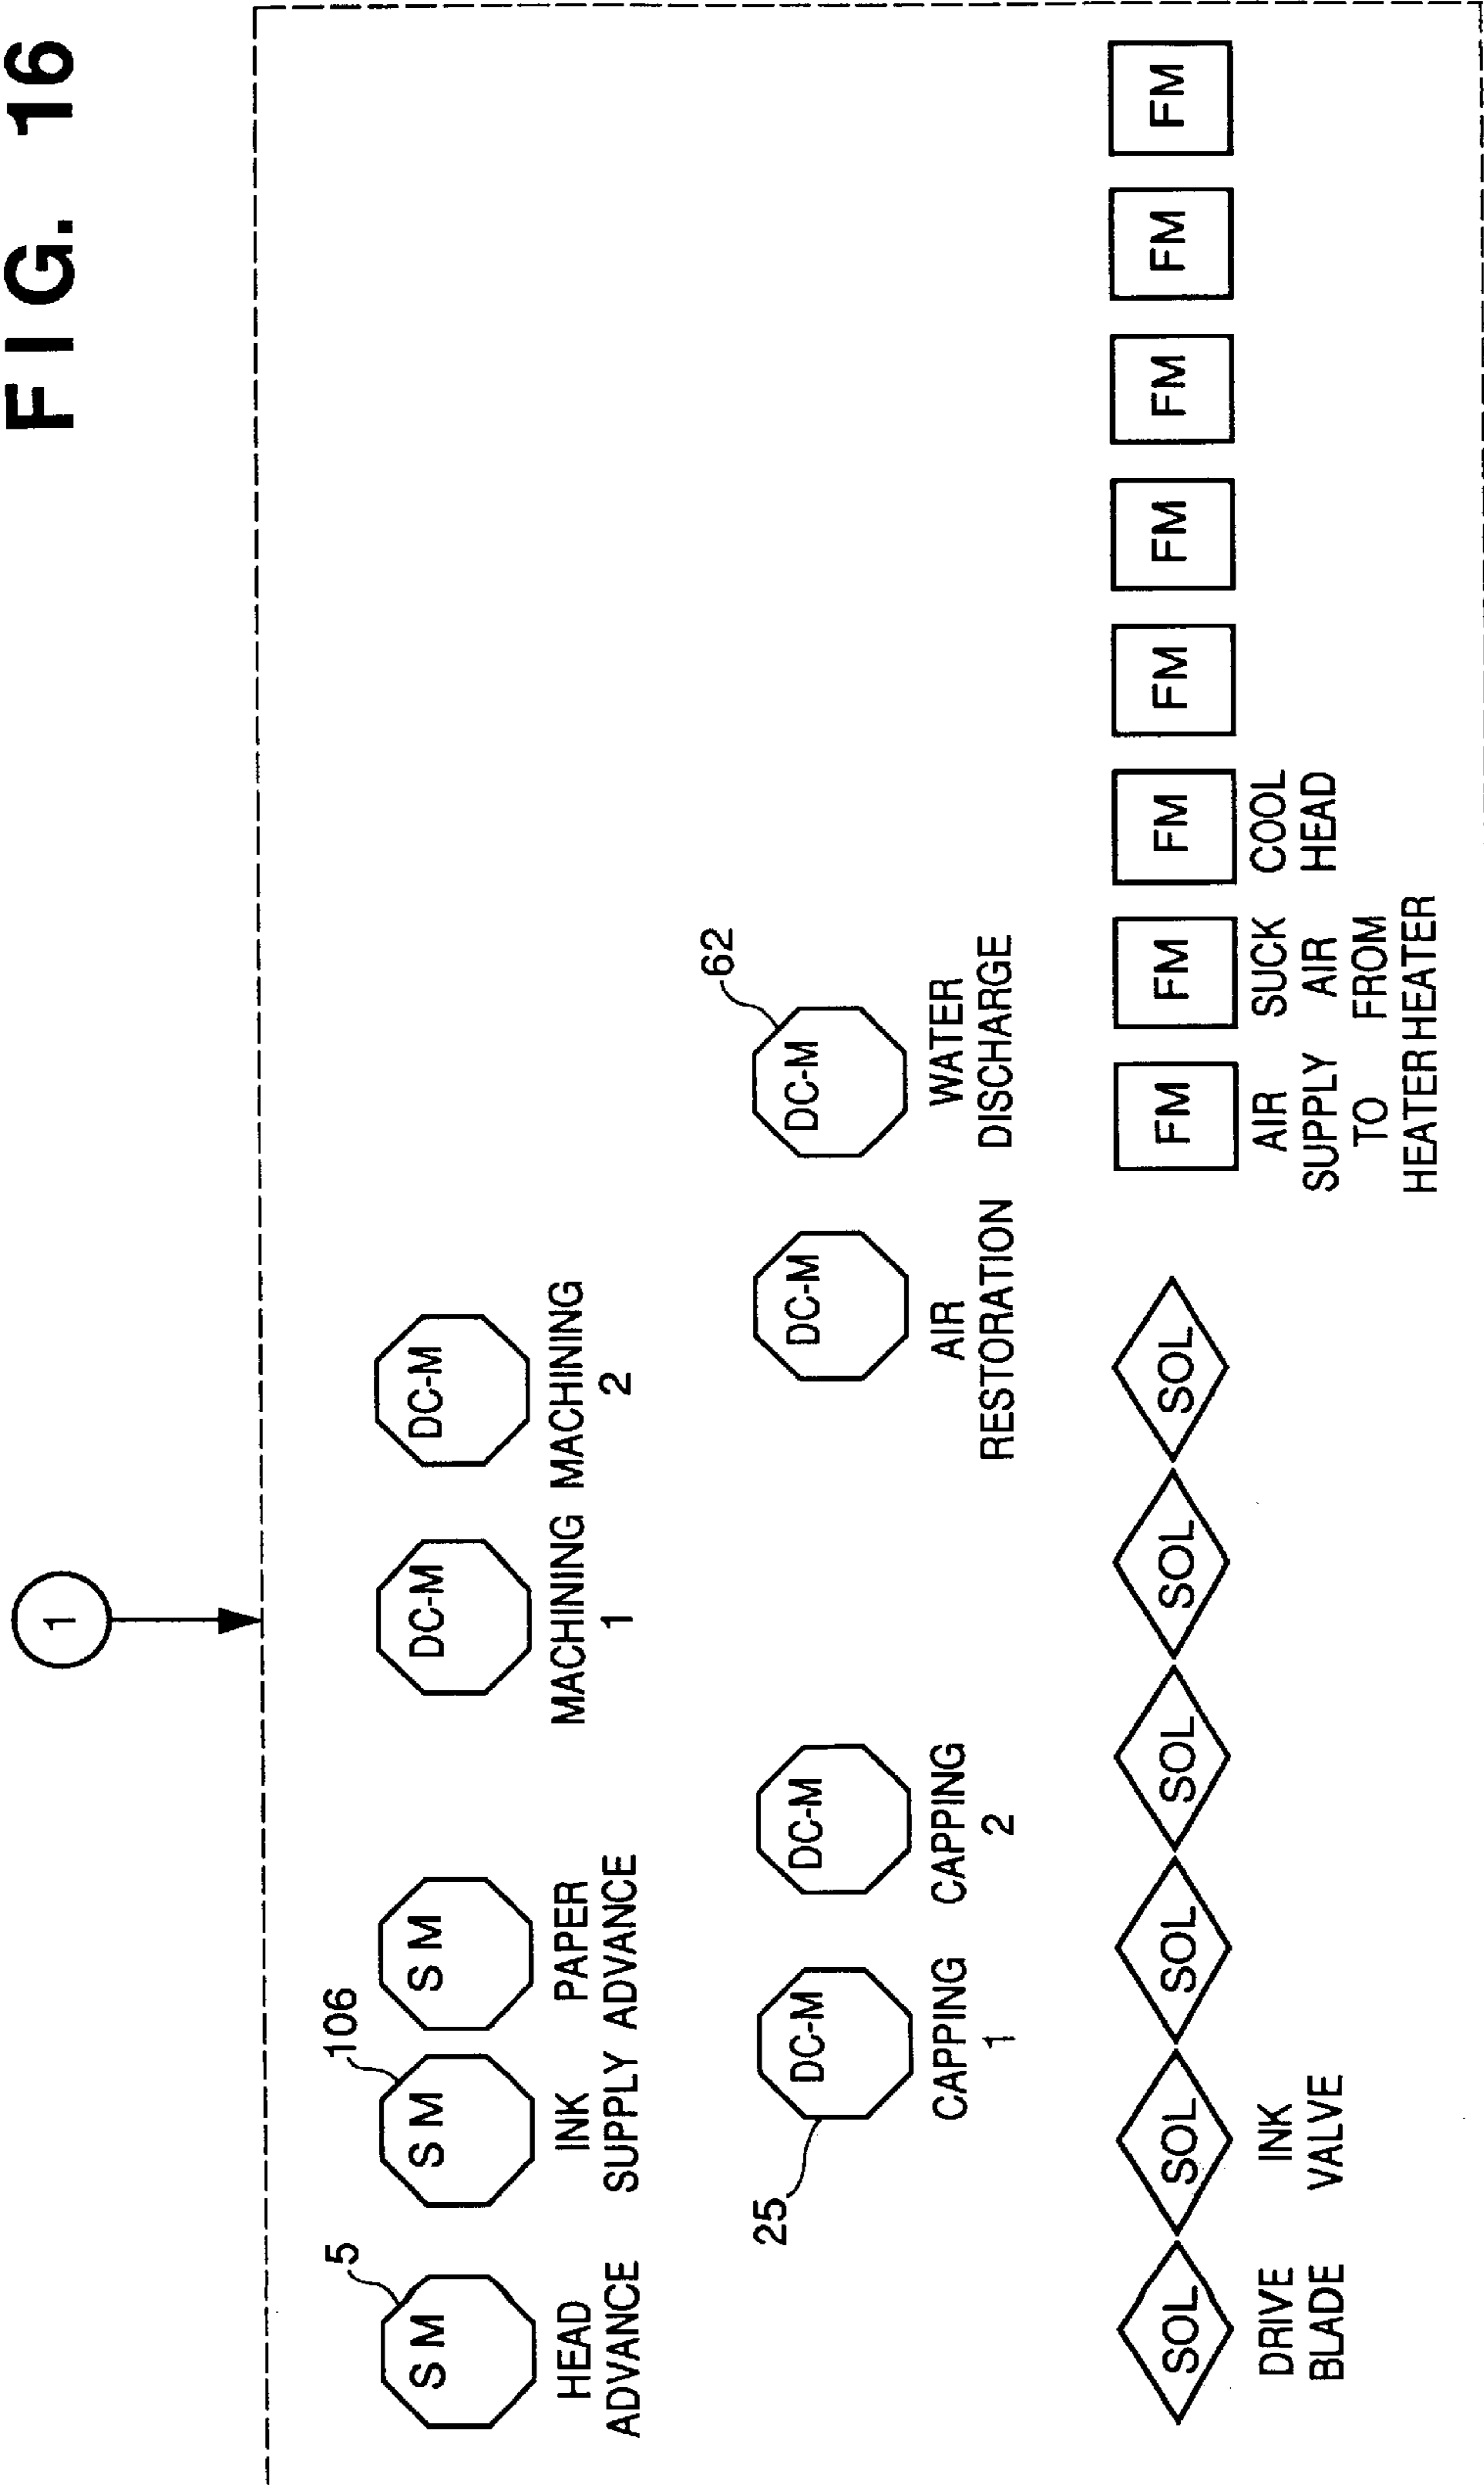 FIG. 16
1
5
106
S M
S M
S M
DC-M
DC-M
HEAD
ADVANCE
INK
SUPPLY
PAPER
ADVANCE
MACHINING
1
MACHINING
2
25
62
DC-M
DC-M
DC-M
DC-M
CAPPING
1
CAPPING
2
AIR
RESTORATION
WATER
DISCHARGE
SOL
SOL
SOL
SOL
SOL
SOL
FM
FM
FM
FM
FM
FM
FM
FM
DRIVE
BLADE
INK
VALVE
AIR
SUPPLY
TO
HEATER
SUCK
AIR
FROM
HEATER
COOL
HEAD